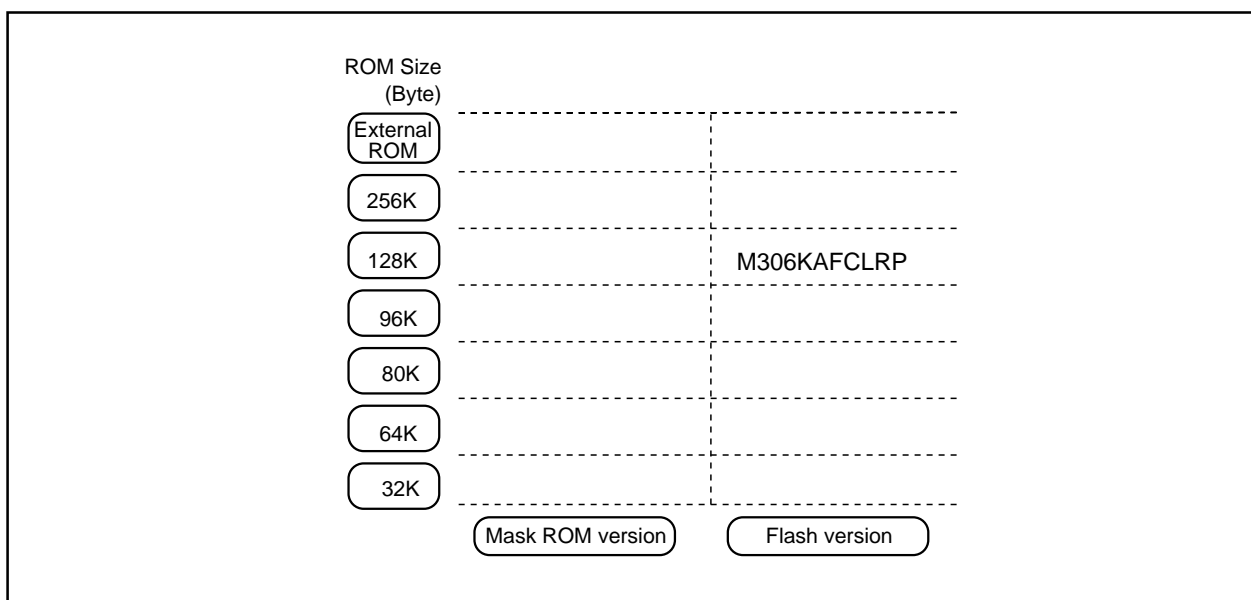 ROM Size
(Byte)
External
ROM
256K
128K M306KAFCLRP
96K
80K
64K
32K
Mask ROM version Flash version